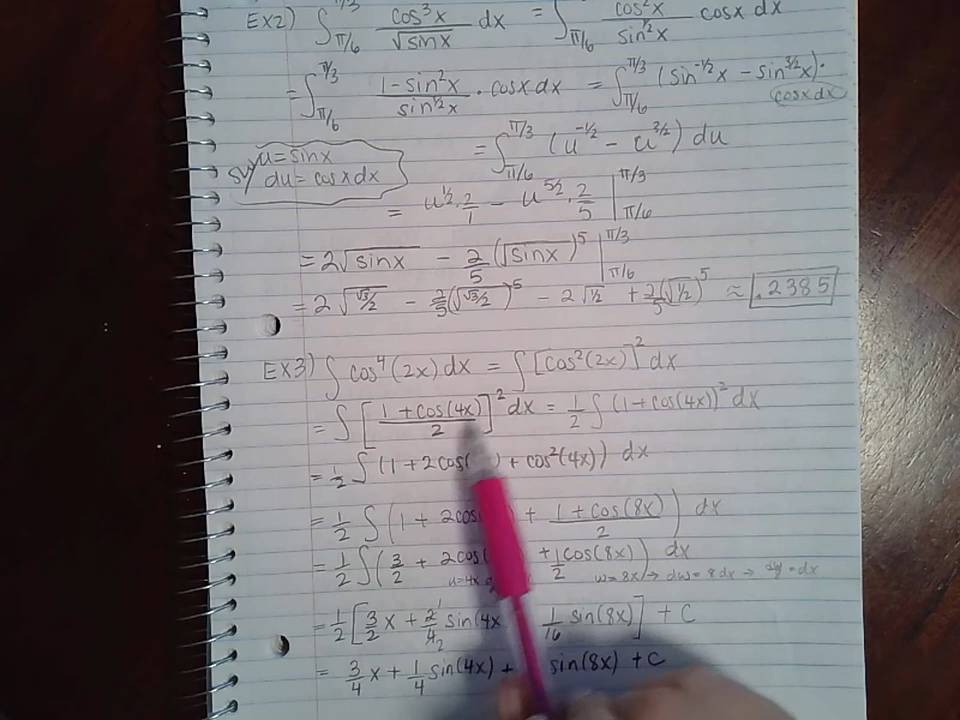 EX2) ∫_{π/6}^{π/3} cos³x/√sinx dx = ∫_{π/6} cos²x/sin^{½}x cosx dx
= ∫_{π/6}^{π/3} 1-sin²x/sin^{½}x · cosx dx = ∫_{π/6}^{π/3} (sin^{-½}x - sin^{3/2}x)· cosx dx
u = sinx
du = cosx dx
= ∫_{π/6}^{π/3} (u^{-½} - u^{3/2}) du
= u^{½}·2/1 - u^{5/2}·2/5 |_{π/6}^{π/3}
= 2√sinx - 2/5(√sinx)^5 |_{π/6}^{π/3}
= 2√(√3/2) - 2/5(√(√3/2))^5 - 2√½ + 2/5(√½)^5 ≈ .2385
EX3) ∫ cos⁴(2x) dx = ∫ [cos²(2x)]² dx
= ∫ [1 + cos(4x)/2]² dx = ½ ∫ (1 + cos(4x))² dx
= ½ ∫ (1 + 2cos( ) + cos²(4x)) dx
= ½ ∫ (1 + 2cos + 1 + cos(8x)/2) dx
= ½ ∫ (3/2 + 2cos( + ½cos(8x)) dx
u=4x w = 8x → dw = 8dx → = dx
= ½ [3/2 x + 2/4 sin(4x 1/16 sin(8x)] + C
= 3/4 x + 1/4 sin(4x) + sin(8x) + C